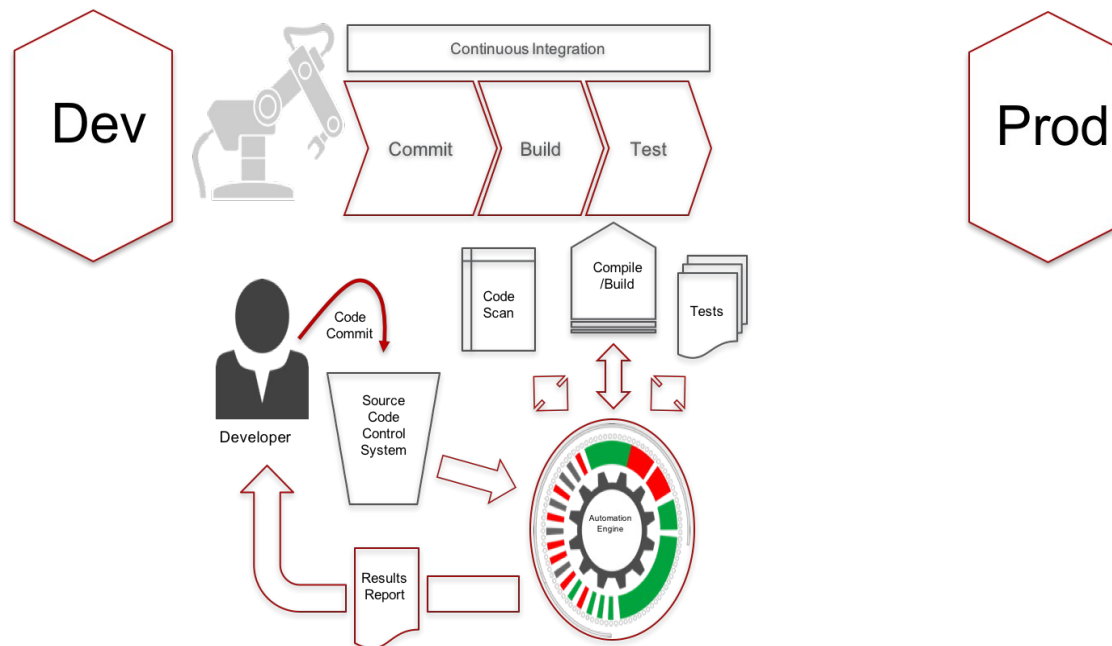 Dev
Continuous Integration
Prod
Commit
Build
Test
Code
Scan
Compile
/Build
Tests
Code
Commit
Source
Code
Control
System
Developer
Automation
Engine
Results
Report